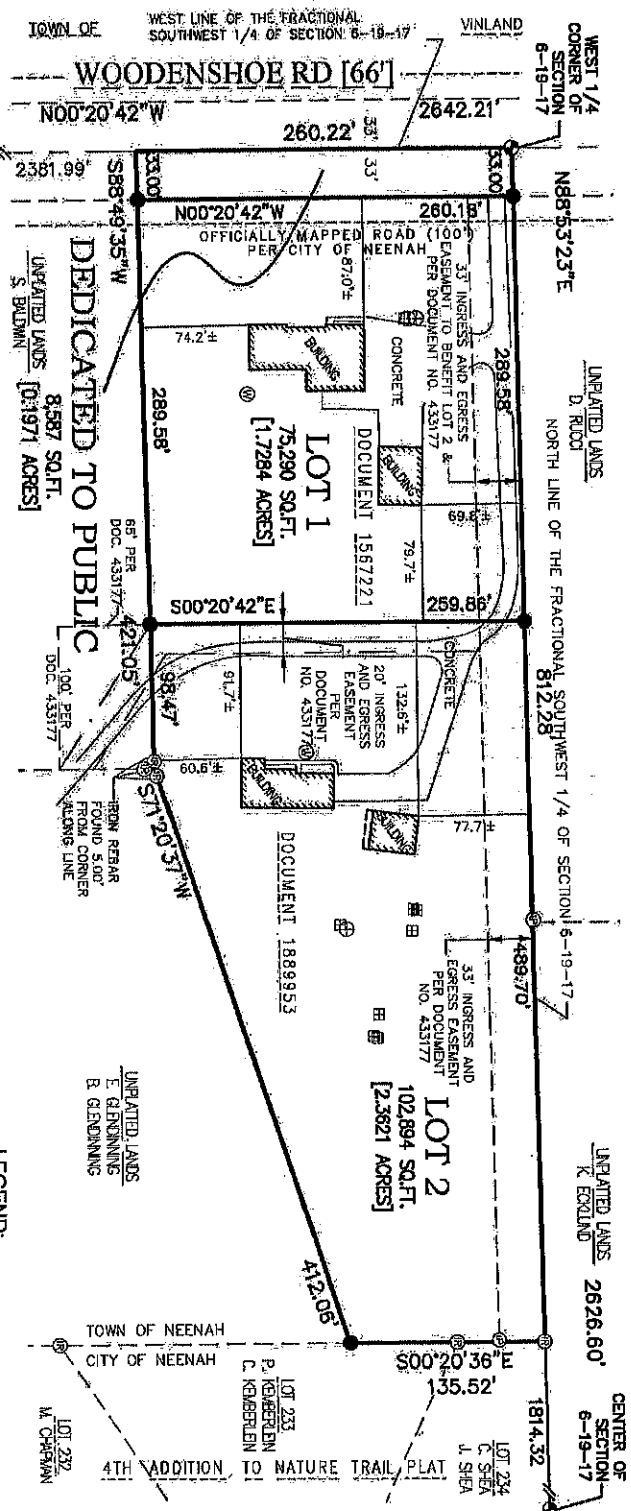 TOWN OF
WEST LINE OF THE FRACTIONAL
SOUTHWEST 1/4 OF SECTION 6-19-17
VINLAND
WEST 1/4
CORNER OF
SECTION
6-19-17
WOODENSHOE RD [66']
N00°20'42"W
2642.21'
260.22'
33'
33'
2381.99'
33.00'
33.00'
S88°49'35"W
N88°53'23"E
N00°20'42"W
260.18'
OFFICIALLY MAPPED ROAD (100')
PER CITY OF NEENAH
87.0'±
33' INGRESS AND EGRESS
EASEMENT TO BENEFIT LOT 2 &
PER DOCUMENT NO. 433177
UNPLATTED LANDS
D. RUCCI
NORTH LINE OF THE FRACTIONAL SOUTHWEST 1/4 OF SECTION 6-19-17
DEDICATED TO PUBLIC
8,587 SQ.FT.
[0.1971 ACRES]
UNPLATTED LANDS
S. BALDWIN
74.2'±
BUILDING
CONCRETE
289.58'
289.58'
LOT 1
75,290 SQ.FT.
[1.7284 ACRES]
DOCUMENT 1567221
BUILDING
69.8'±
79.7'±
65' PER
DOC. 433177
S00°20'42"E
259.86'
421.05'
812.28'
CONCRETE
100' PER
DOC. 433177
98.47'
91.7'±
20' INGRESS
AND EGRESS
EASEMENT
PER
DOCUMENT
NO. 433177
132.6'±
60.6'±
BUILDING
BUILDING
77.7'±
IRON REBAR
FOUND 5.00'
FROM CORNER
ALONG LINE
S71°20'37"W
DOCUMENT 1889953
489.70'
33' INGRESS AND
EGRESS EASEMENT
PER DOCUMENT
NO. 433177
LOT 2
102,894 SQ.FT.
[2.3621 ACRES]
UNPLATTED LANDS
E. GLENDINNING
B. GLENDINNING
UNPLATTED LANDS
K. ECKLUND
2626.60'
412.06'
TOWN OF NEENAH
CITY OF NEENAH
S00°20'36"E
135.52'
1814.32
CENTER OF
SECTION
6-19-17
LOT 232
M. CHAPMAN
LOT 233
P. KEMBERLEIN
C. KEMBERLEIN
LOT 234
C. SHEA
J. SHEA
4TH ADDITION TO NATURE TRAIL PLAT
LEGEND: